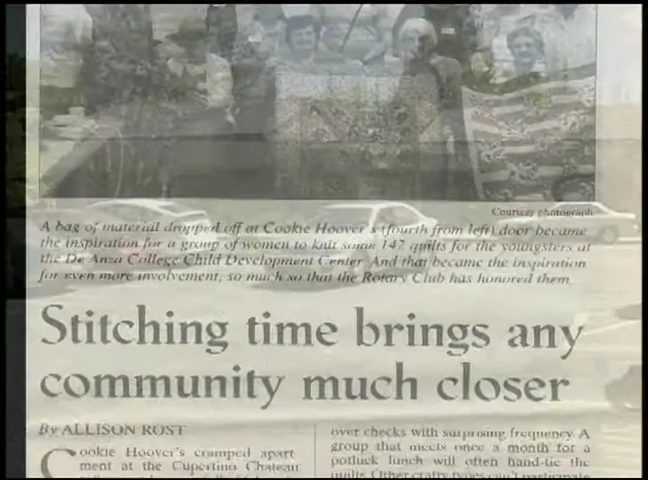 Courtesy photograph
A bag of material dropped off at Cookie Hoover's (fourth from left) door became
the inspiration for a group of women to knit some 142 quilts for the youngsters at
the De Anza College Child Development Center. And that became the inspiration
for even more involvement, so much so that the Rotary Club has honored them.
Stitching time brings any
community much closer
By ALLISON ROST
Cookie Hoover's cramped apart
ment at the Cupertino Chateau
over checks with surprising frequency. A
group that meets once a month for a
potluck lunch will often hand-tie the
quilts. Other crafty types can't participate